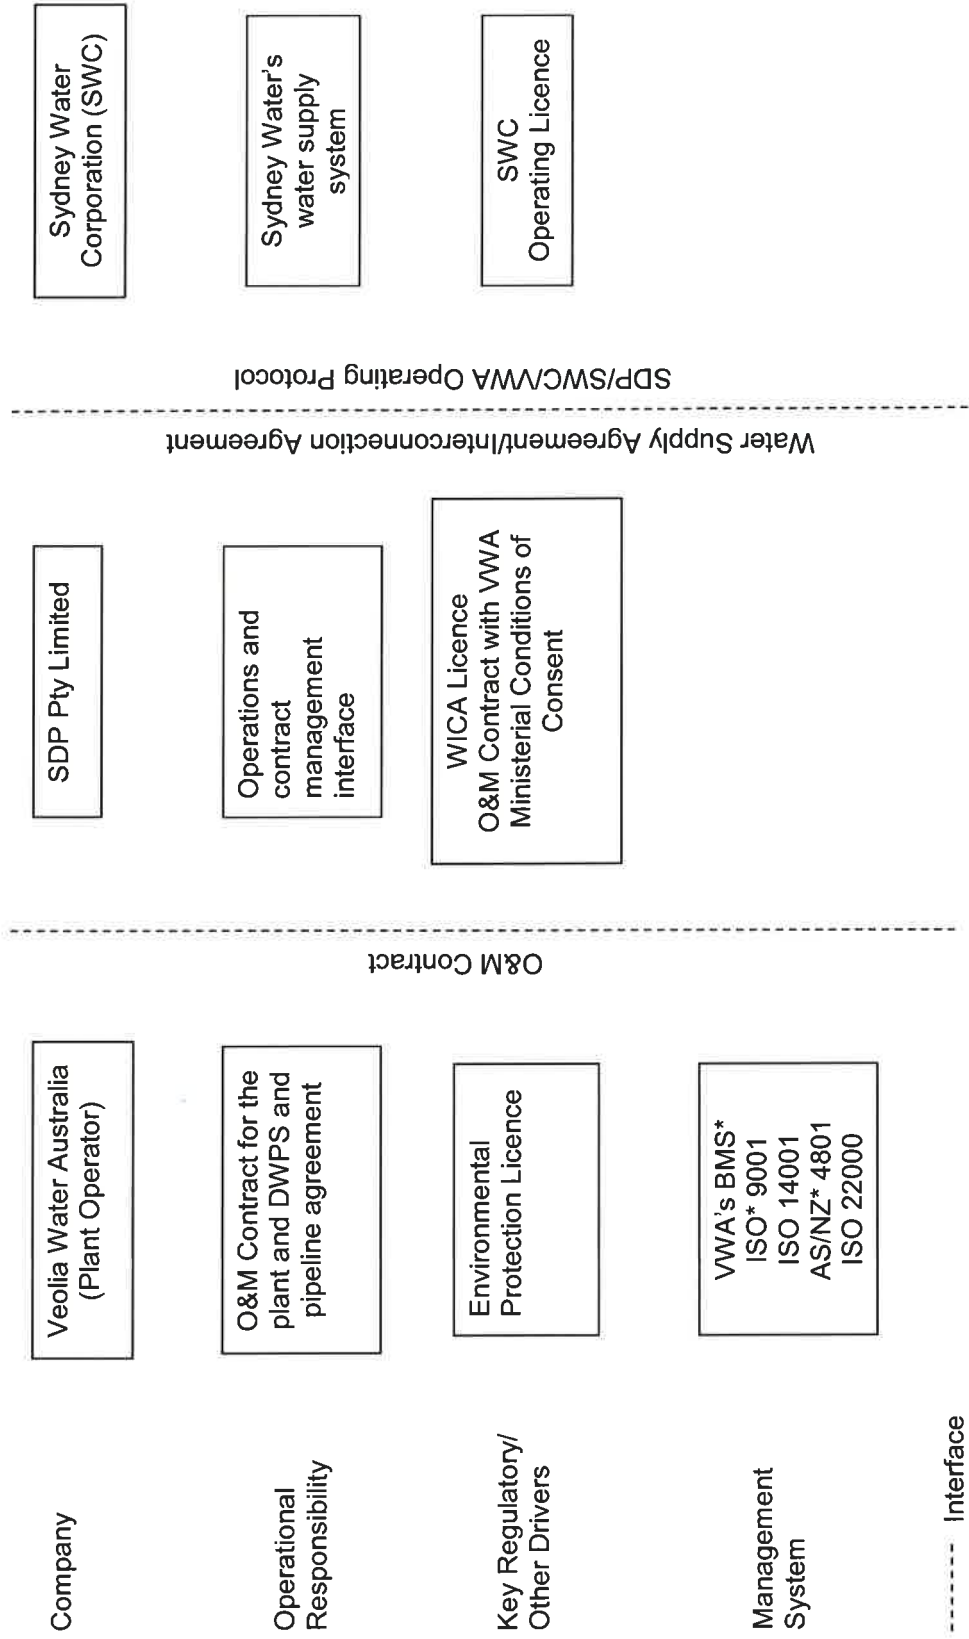 Company
Veolia Water Australia
(Plant Operator)
SDP Pty Limited
Sydney Water
Corporation (SWC)
Operational
Responsibility
O&M Contract for the
plant and DWPS and
pipeline agreement
Operations and
contract
management
interface
Sydney Water's
water supply
system
Key Regulatory/
Other Drivers
Environmental
Protection Licence
WICA Licence
O&M Contract with VWA
Ministerial Conditions of
Consent
SWC
Operating Licence
Management
System
VWA's BMS*
ISO* 9001
ISO 14001
AS/NZ* 4801
ISO 22000
O&M Contract
Water Supply Agreement/Interconnection Agreement
SDP/SWC/VWA Operating Protocol
------ Interface